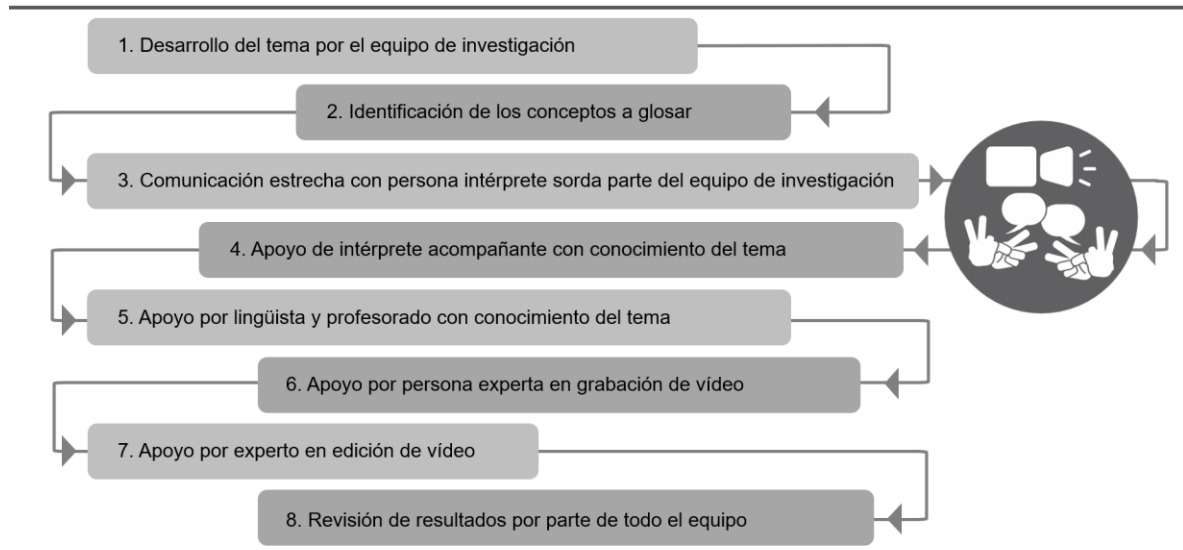 1. Desarrollo del tema por el equipo de investigación
2. Identificación de los conceptos a glosar
3. Comunicación estrecha con persona intérprete sorda parte del equipo de investigación
4. Apoyo de intérprete acompañante con conocimiento del tema
5. Apoyo por lingüista y profesorado con conocimiento del tema
6. Apoyo por persona experta en grabación de vídeo
7. Apoyo por experto en edición de vídeo
8. Revisión de resultados por parte de todo el equipo